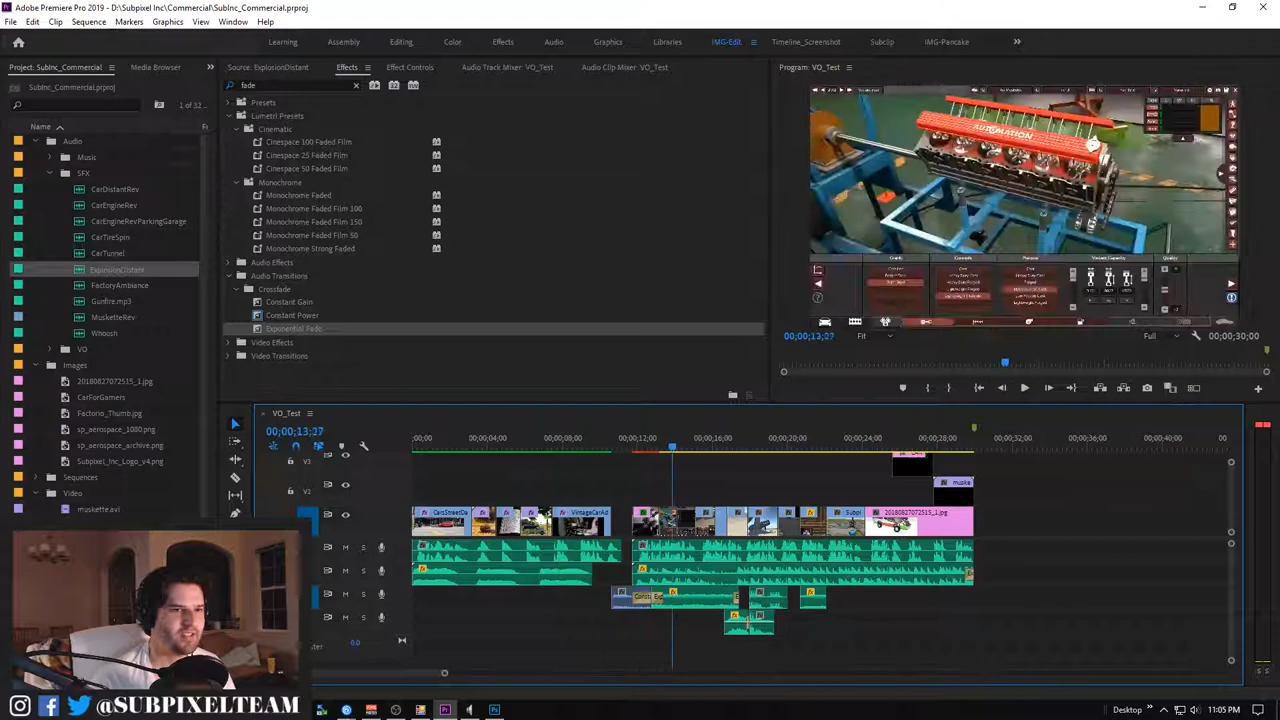 Adobe Premiere Pro 2019 - D:\Subpixel Inc\Commercial\SubInc_Commercial.prproj
File Edit Clip Sequence Markers Graphics View Window Help
Learning Assembly Editing Color Effects Audio Graphics Libraries IMG-Edit Timeline_Screenshot Subclip IMG-Pancake
Project: SubInc_Commercial Media Browser
Source: ExplosionDistant Effects Effect Controls Audio Track Mixer: VO_Test Audio Clip Mixer: VO_Test
Program: VO_Test
SubInc_Commercial.prproj
1 of 32...
Name
Audio
Music
SFX
CarDistantRev
CarEngineRev
CarEngineRevParkingGarage
CarTireSpin
CarTunnel
ExplosionDistant
FactoryAmbiance
Gunfire.mp3
MusketteRev
Whoosh
VO
Images
20180827072515_1.jpg
CarForGamers
Factorio_Thumb.jpg
sp_aerospace_1080.png
sp_aerospace_archive.png
Subpixel_Inc_Logo_v4.png
Sequences
Video
muskette.avi
fade
Presets
Lumetri Presets
Cinematic
Cinespace 100 Faded Film
Cinespace 25 Faded Film
Cinespace 50 Faded Film
Monochrome
Monochrome Faded
Monochrome Faded Film 100
Monochrome Faded Film 150
Monochrome Faded Film 50
Monochrome Strong Faded
Audio Effects
Audio Transitions
Crossfade
Constant Gain
Constant Power
Exponential Fade
Video Effects
Video Transitions
AUTOMATION
Quality
00;00;13;27 Fit Full 00;00;30;00
VO_Test
00;00;13;27
;00;00 00;00;04;00 00;00;08;00 00;00;12;00 00;00;16;00 00;00;20;00 00;00;24;00 00;00;28;00 00;00;32;00 00;00;36;00 00;00;40;00 00
V3
V2
muske
CarsStreetDa VintageCarAd Subpi 20180827072515_1.jpg
M S
M S
Const
M S
M S
0.0
@SUBPIXELTEAM
Desktop 11:05 PM